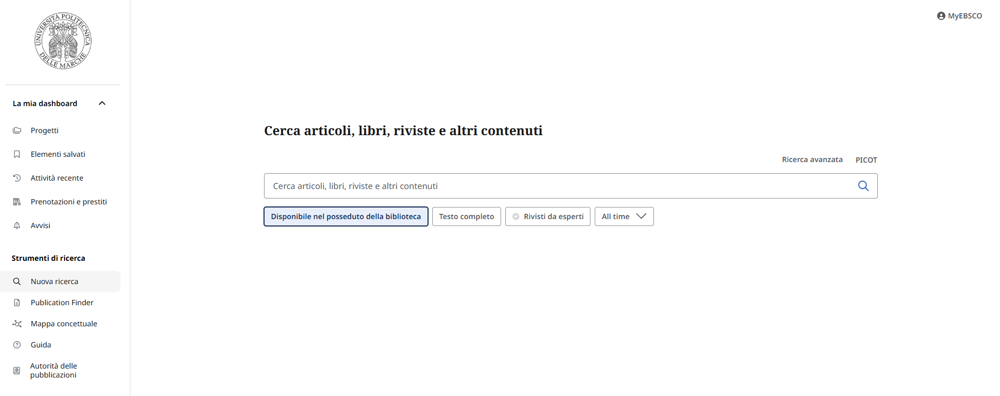 UNIVERSITÀ POLITECNICA
DELLE MARCHE
MyEBSCO
La mia dashboard
Progetti
Elementi salvati
Attività recente
Prenotazioni e prestiti
Avvisi
Strumenti di ricerca
Nuova ricerca
Publication Finder
Mappa concettuale
Guida
Autorità delle
pubblicazioni
Cerca articoli, libri, riviste e altri contenuti
Ricerca avanzata PICOT
Cerca articoli, libri, riviste e altri contenuti
Disponibile nel posseduto della biblioteca Testo completo Rivisti da esperti All time